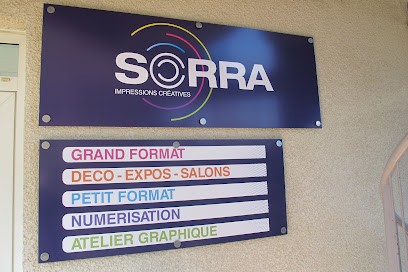 SORRA
IMPRESSIONS CRÉATIVES
GRAND FORMAT
DECO - EXPOS - SALONS
PETIT FORMAT
NUMERISATION
ATELIER GRAPHIQUE